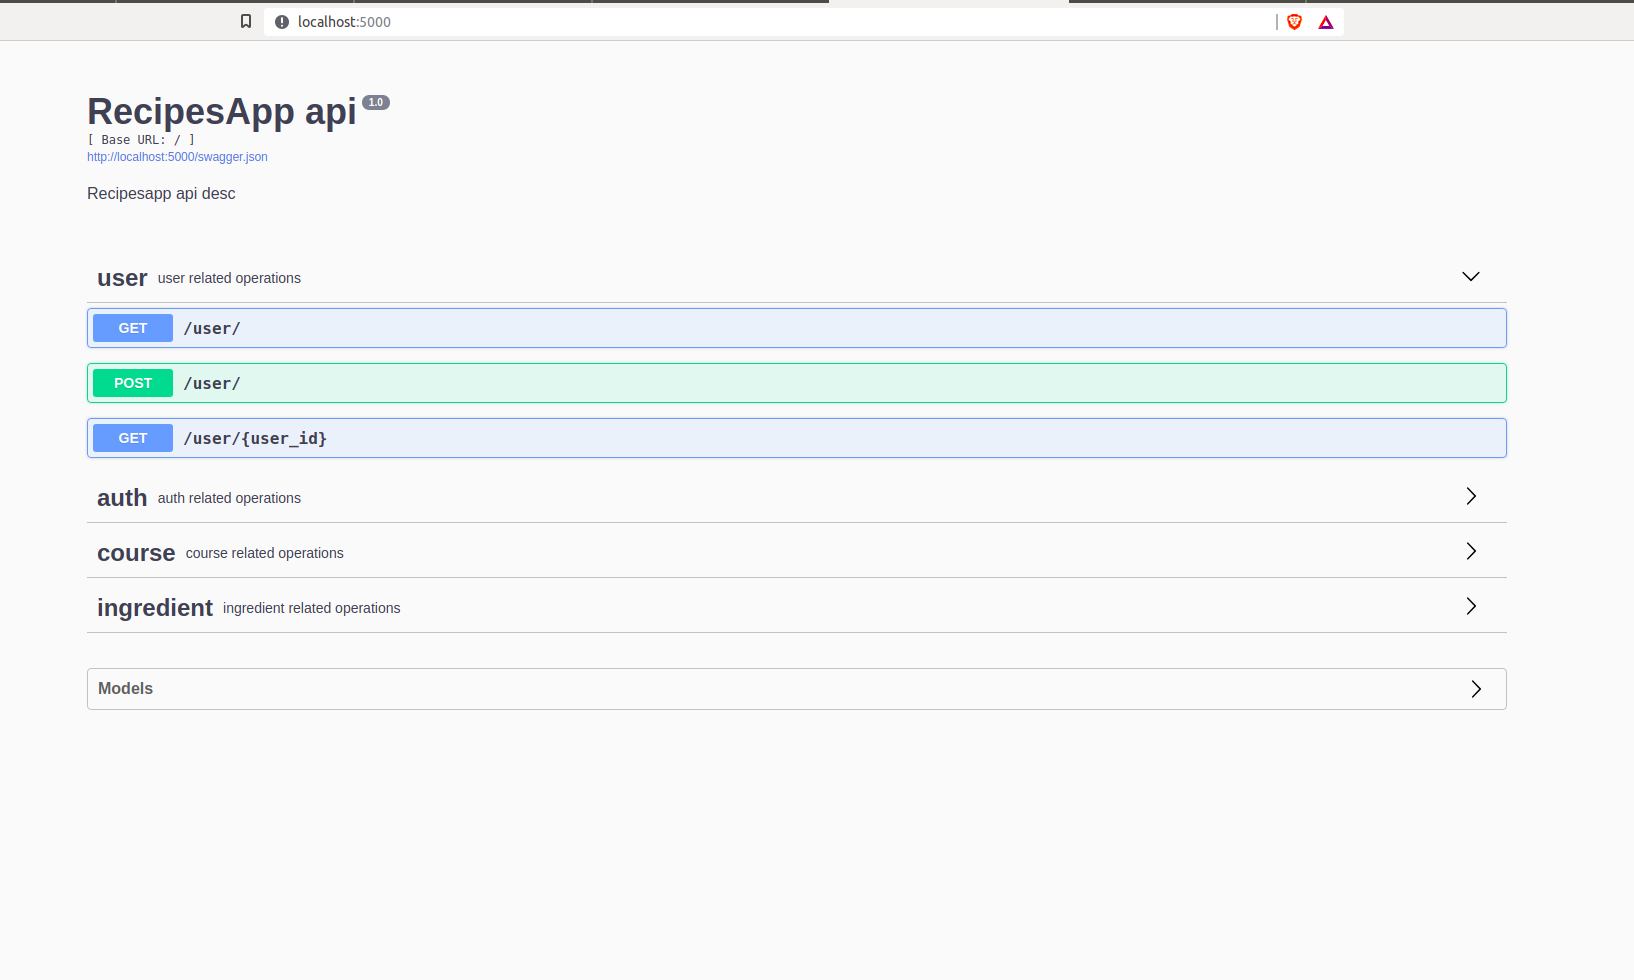 localhost:5000
RecipesApp api 1.0
[ Base URL: / ]
http://localhost:5000/swagger.json
Recipesapp api desc
user user related operations
GET /user/
POST /user/
GET /user/{user_id}
auth auth related operations
course course related operations
ingredient ingredient related operations
Models